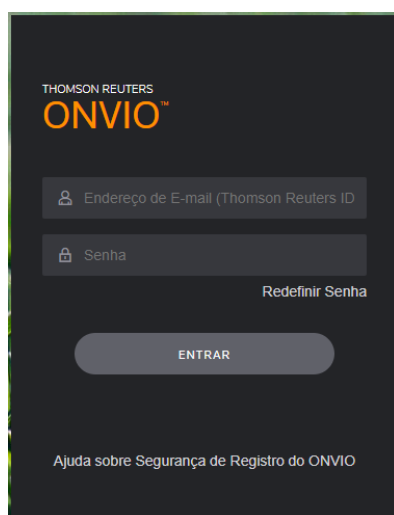 THOMSON REUTERS
ONVIO™
Endereço de E-mail (Thomson Reuters ID
Senha
Redefinir Senha
ENTRAR
Ajuda sobre Segurança de Registro do ONVIO